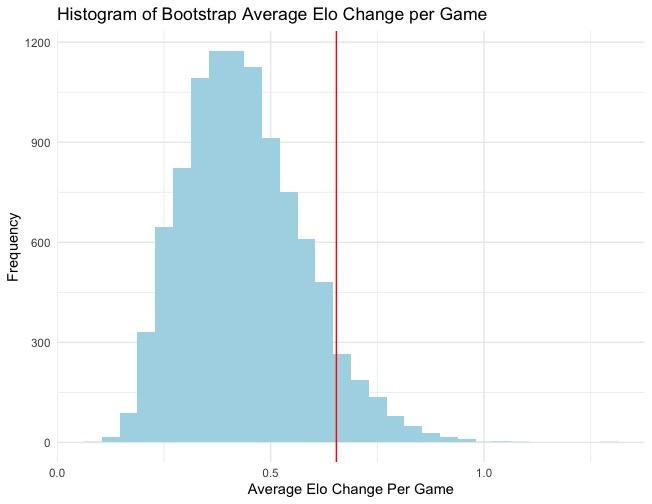 Histogram of Bootstrap Average Elo Change per Game
1200
900
600
300
0
Frequency
0.0 0.5 1.0
Average Elo Change Per Game